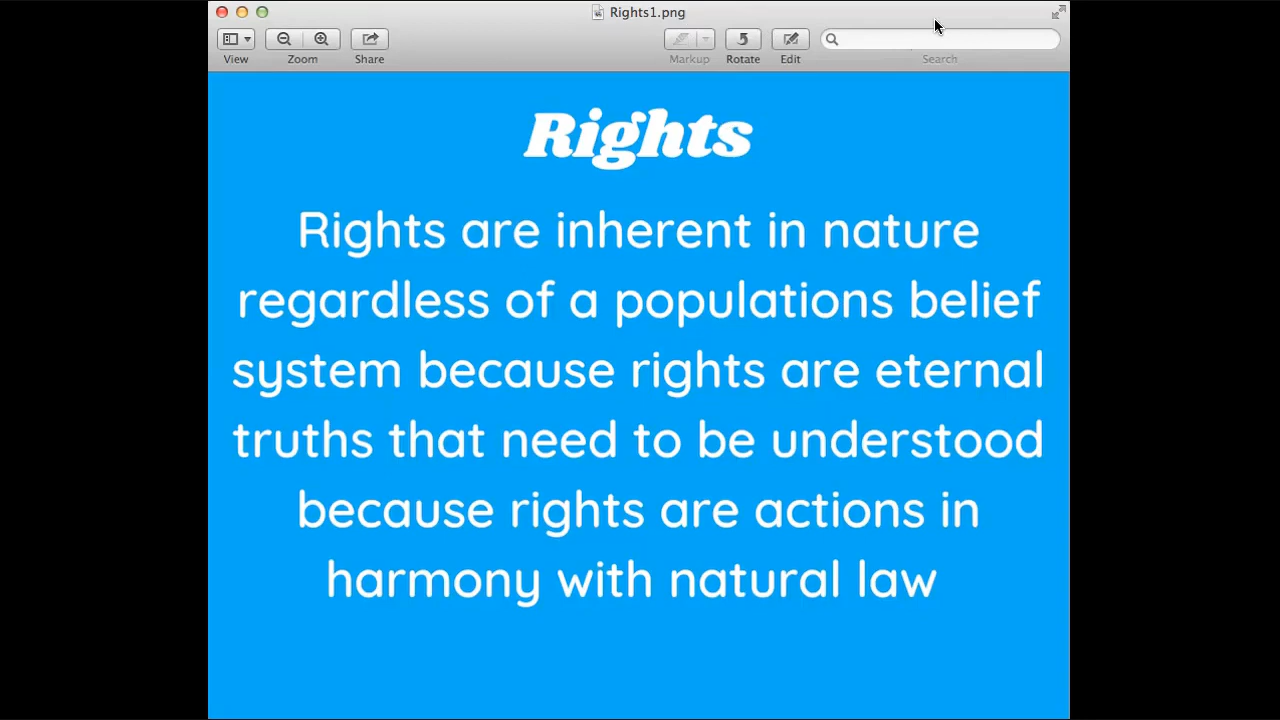 Rights1.png
View
Zoom
Share
Markup
Rotate
Edit
Search
Rights
Rights are inherent in nature
regardless of a populations belief
system because rights are eternal
truths that need to be understood
because rights are actions in
harmony with natural law